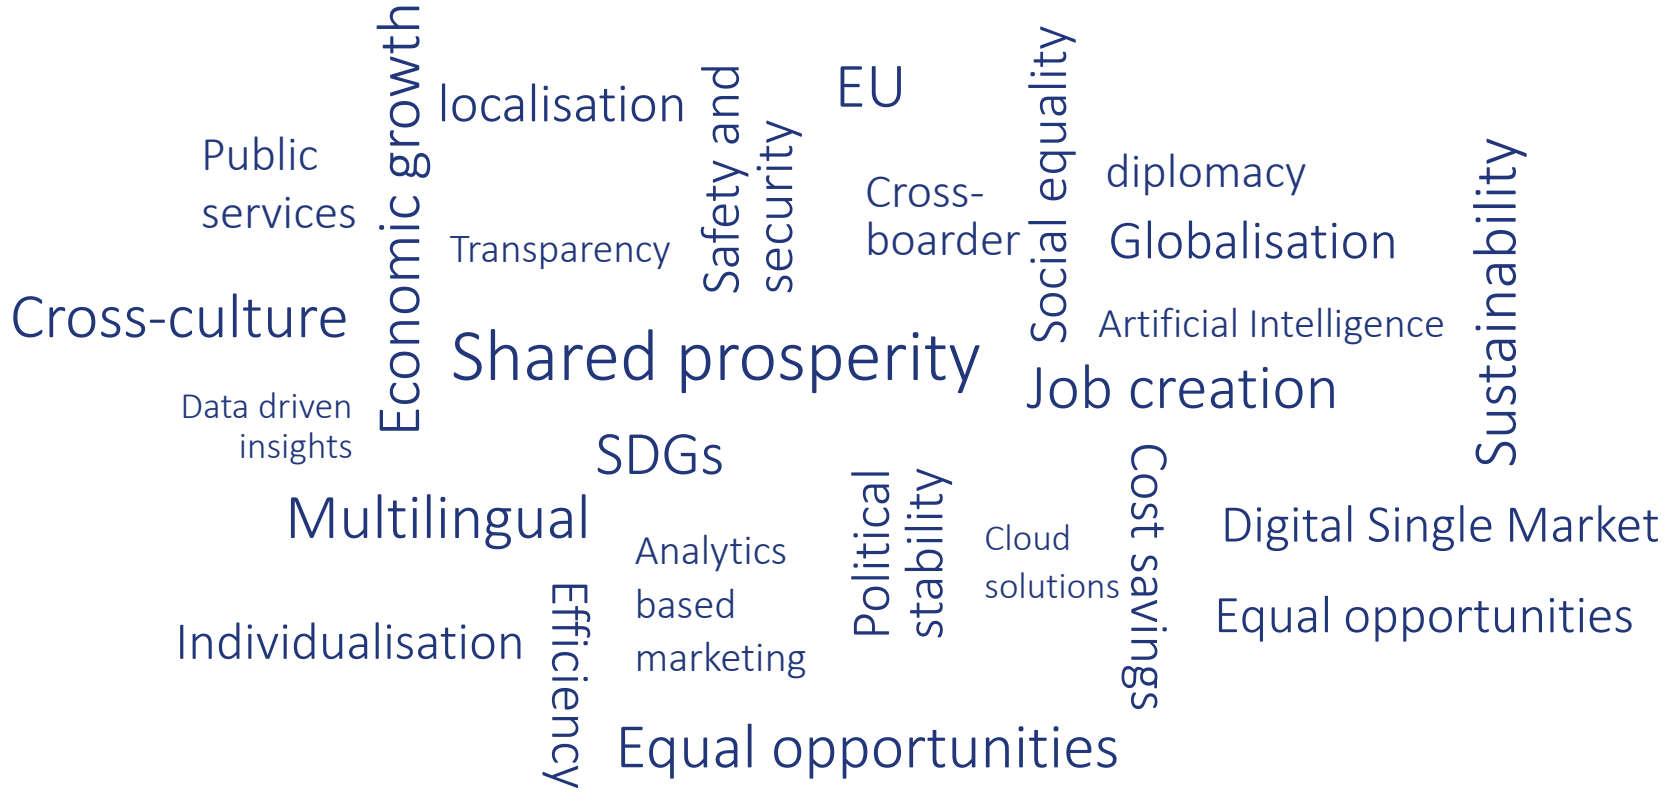 Economic growth
localisation
Safety and
security
EU
Social equality
Public
services
Cross-
boarder
diplomacy
Sustainability
Transparency
Globalisation
Cross-culture
Artificial Intelligence
Shared prosperity
Job creation
Data driven
insights
SDGs
Multilingual
Political
stability
Cost savings
Digital Single Market
Analytics
based
marketing
Cloud
solutions
Individualisation
Efficiency
Equal opportunities
Equal opportunities